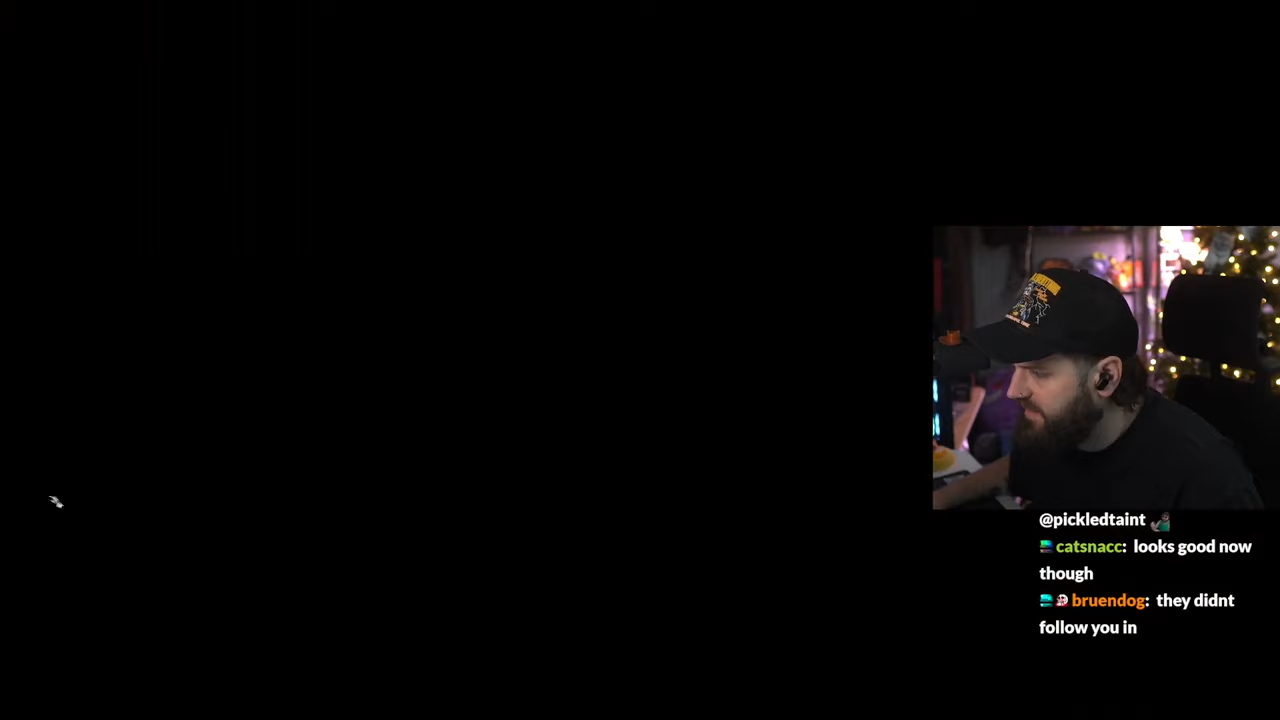 @pickledtaint
catsnacc: looks good now
though
bruendog: they didnt
follow you in